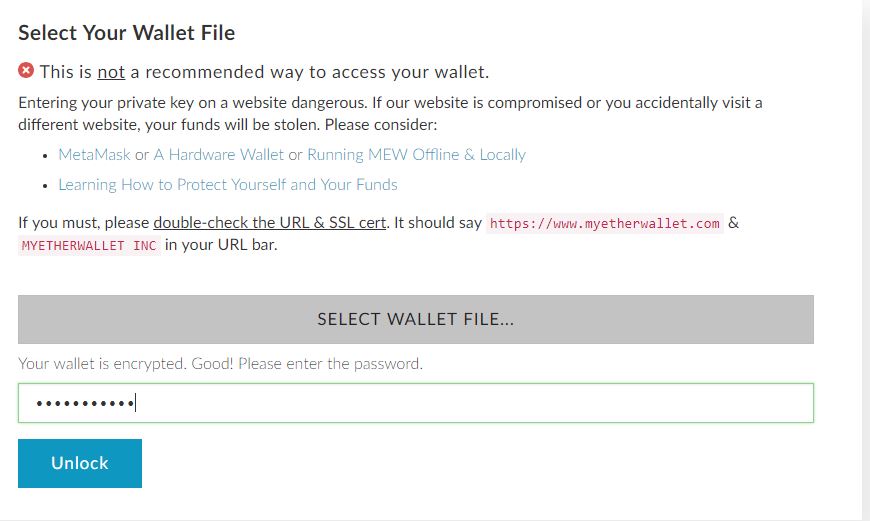 Select Your Wallet File
This is not a recommended way to access your wallet.
Entering your private key on a website dangerous. If our website is compromised or you accidentally visit a
different website, your funds will be stolen. Please consider:
• MetaMask or A Hardware Wallet or Running MEW Offline & Locally
• Learning How to Protect Yourself and Your Funds
If you must, please double-check the URL & SSL cert. It should say https://www.myetherwallet.com &
MYETHERWALLET INC in your URL bar.
SELECT WALLET FILE...
Your wallet is encrypted. Good! Please enter the password.
•••••••••••
Unlock